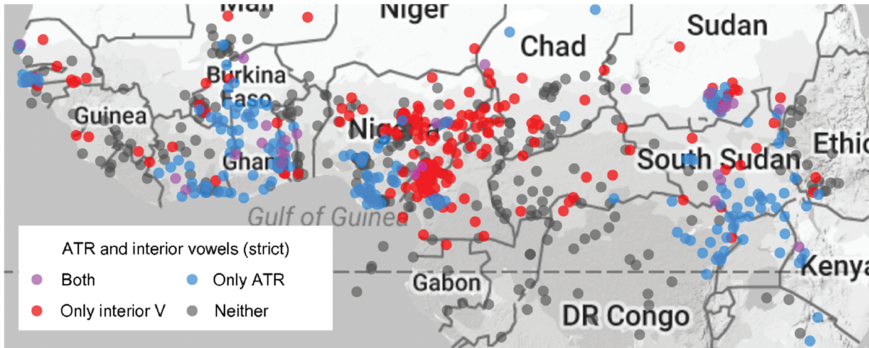 Mali
Niger
Sudan
Chad
Burkina
Faso
Guinea
Nigeria
Ghana
South Sudan
Ethio
Gulf of Guinea
ATR and interior vowels (strict)
Both
Only ATR
Only interior V
Neither
Gabon
Kenya
DR Congo